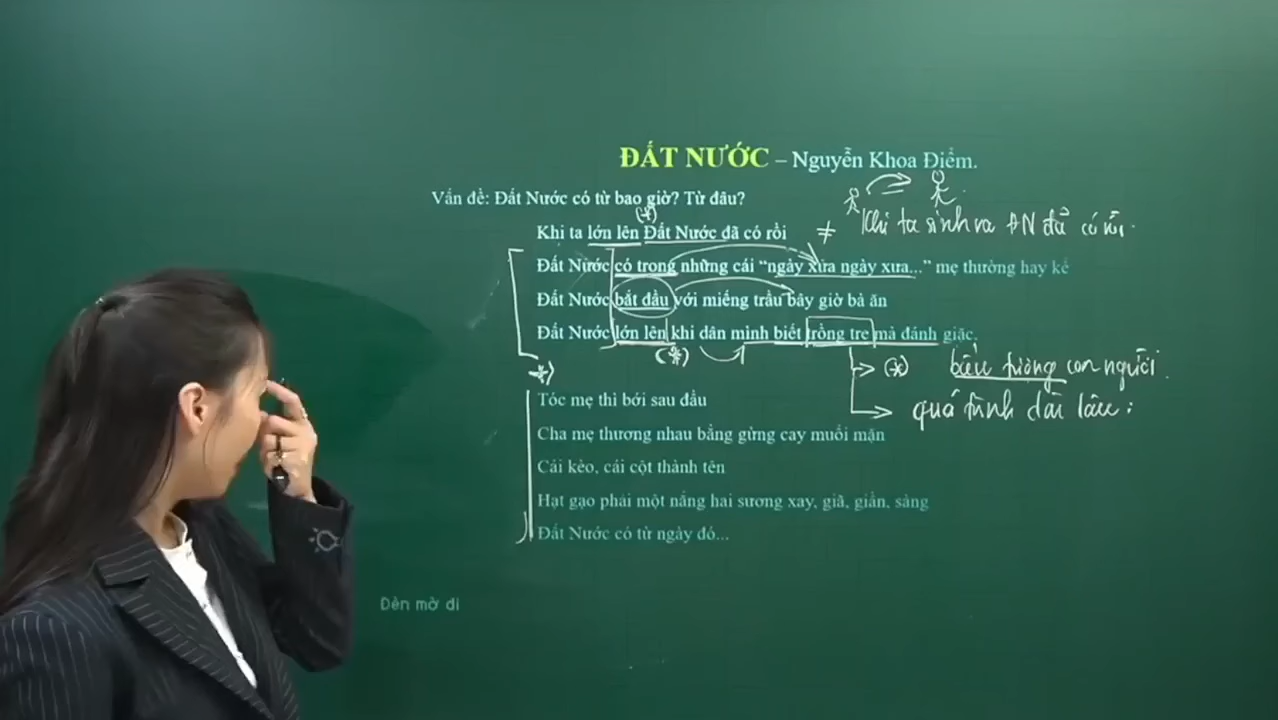 ĐẤT NƯỚC – Nguyễn Khoa Điềm.
Vấn đề: Đất Nước có từ bao giờ? Từ đâu?
(*)
Khi ta lớn lên Đất Nước đã có rồi ≠ Khi ta sinh ra ĐN đã có rồi.
Đất Nước có trong những cái “ngày xửa ngày xưa...” mẹ thường hay kể
Đất Nước bắt đầu với miếng trầu bây giờ bà ăn
Đất Nước lớn lên khi dân mình biết trồng tre mà đánh giặc.
(*)
(*) biểu tượng con người.
Tóc mẹ thì bới sau đầu
quá trình dài lâu:
Cha mẹ thương nhau bằng gừng cay muối mặn
Cái kèo, cái cột thành tên
Hạt gạo phải một nắng hai sương xay, giã, giần, sàng
Đất Nước có từ ngày đó...
Đèn mờ đi